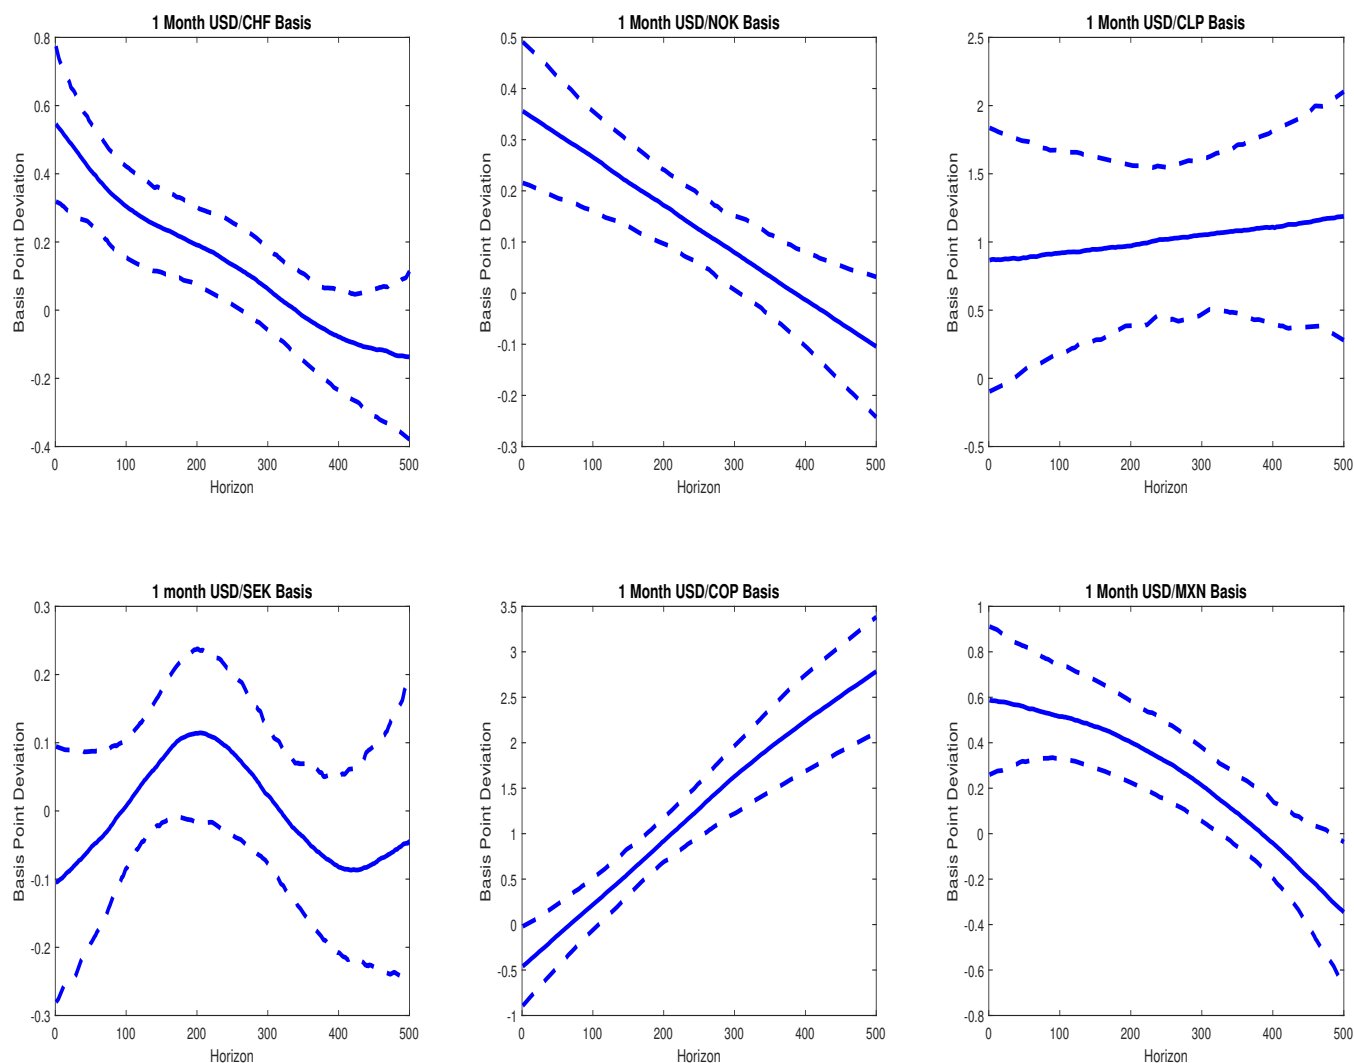 1 Month USD/CHF Basis
0.8
0.6
0.4
0.2
0
-0.2
-0.4
Basis Point Deviation
0 100 200 300 400 500
Horizon
1 Month USD/NOK Basis
0.5
0.4
0.3
0.2
0.1
0
-0.1
-0.2
-0.3
Basis Point Deviation
0 100 200 300 400 500
Horizon
1 Month USD/CLP Basis
2.5
2
1.5
1
0.5
0
-0.5
Basis Point Deviation
0 100 200 300 400 500
Horizon
1 month USD/SEK Basis
0.3
0.2
0.1
0
-0.1
-0.2
-0.3
Basis Point Deviation
0 100 200 300 400 500
Horizon
1 Month USD/COP Basis
3.5
3
2.5
2
1.5
1
0.5
0
-0.5
-1
Basis Point Deviation
0 100 200 300 400 500
Horizon
1 Month USD/MXN Basis
1
0.8
0.6
0.4
0.2
0
-0.2
-0.4
-0.6
-0.8
Basis Point Deviation
0 100 200 300 400 500
Horizon